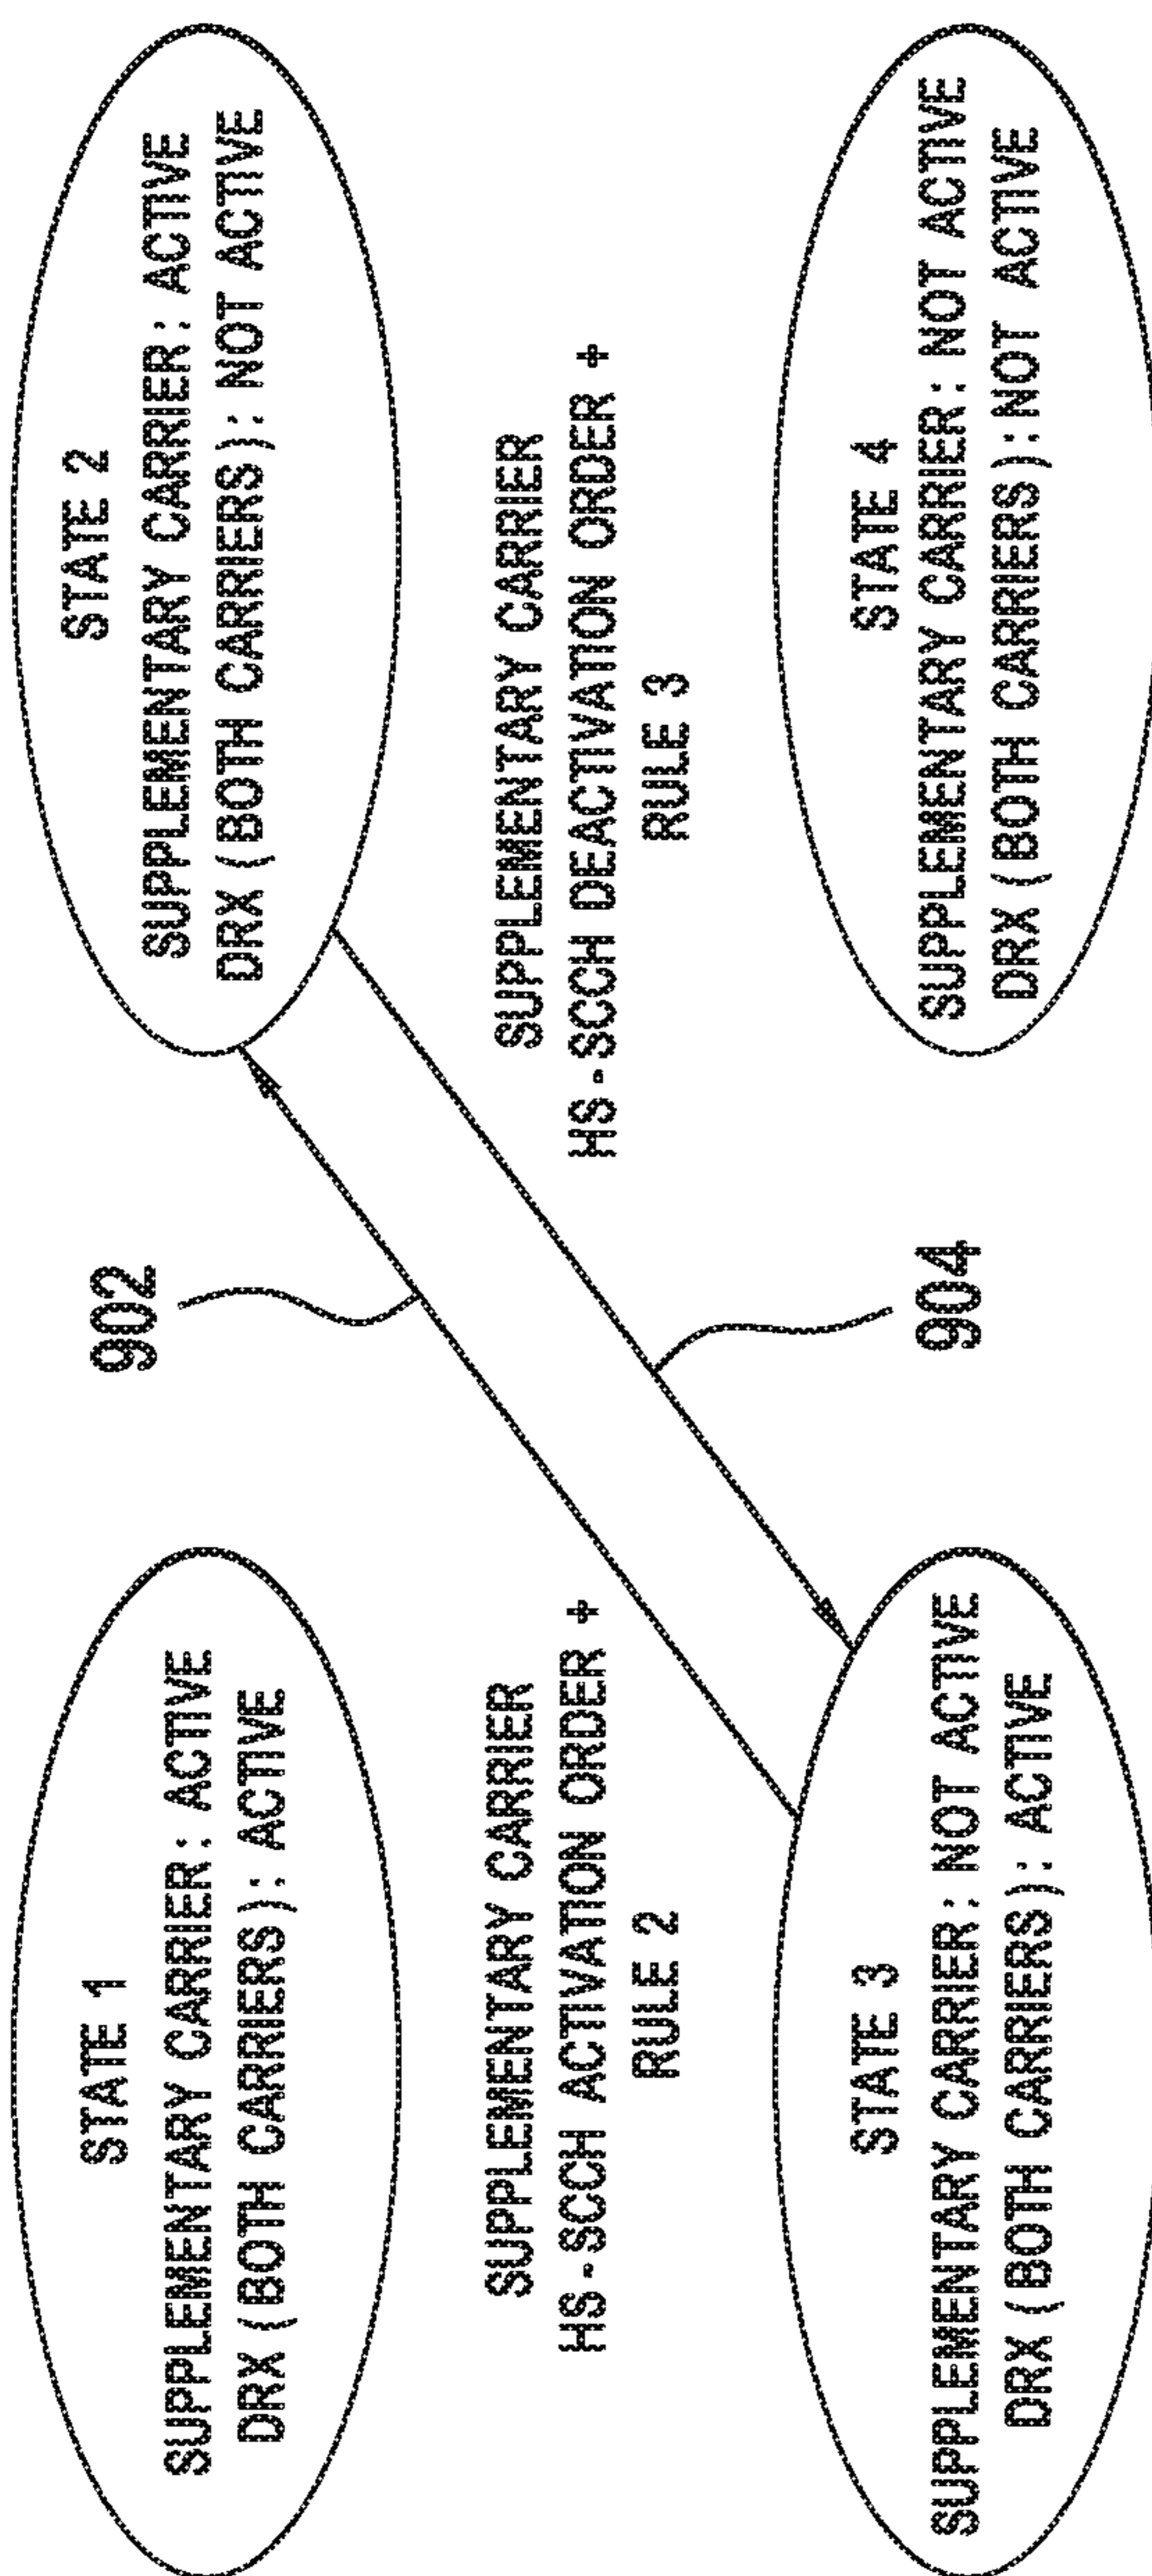 STATE 1
SUPPLEMENTARY CARRIER: ACTIVE
DRX (BOTH CARRIERS): ACTIVE
STATE 2
SUPPLEMENTARY CARRIER: ACTIVE
DRX (BOTH CARRIERS): NOT ACTIVE
902
SUPPLEMENTARY CARRIER
HS-SCCH ACTIVATION ORDER +
RULE 2
SUPPLEMENTARY CARRIER
HS-SCCH DEACTIVATION ORDER +
RULE 3
904
STATE 3
SUPPLEMENTARY CARRIER: NOT ACTIVE
DRX (BOTH CARRIERS): ACTIVE
STATE 4
SUPPLEMENTARY CARRIER: NOT ACTIVE
DRX (BOTH CARRIERS): NOT ACTIVE